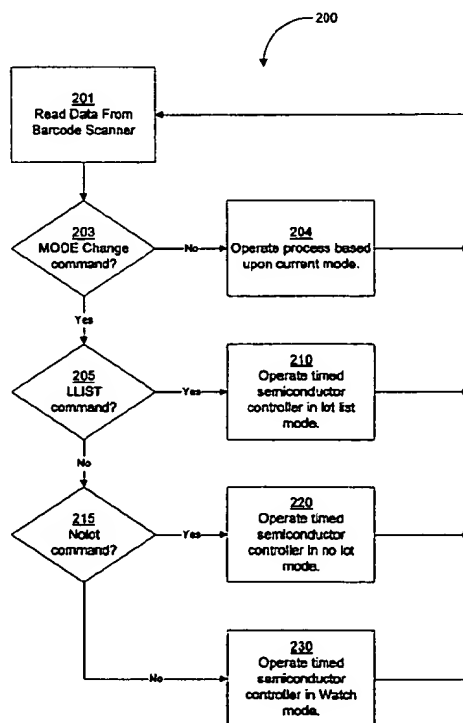 200
201
Read Data From
Barcode Scanner
203
MODE Change
command?
No
204
Operate process based
upon current mode.
Yes
205
LLIST
command?
Yes
210
Operate timed
semiconductor
controller in lot list
mode.
No
215
Nolot
command?
Yes
220
Operate timed
semiconductor
controller in no lot
mode.
No
230
Operate timed
semiconductor
controller in Watch
mode.